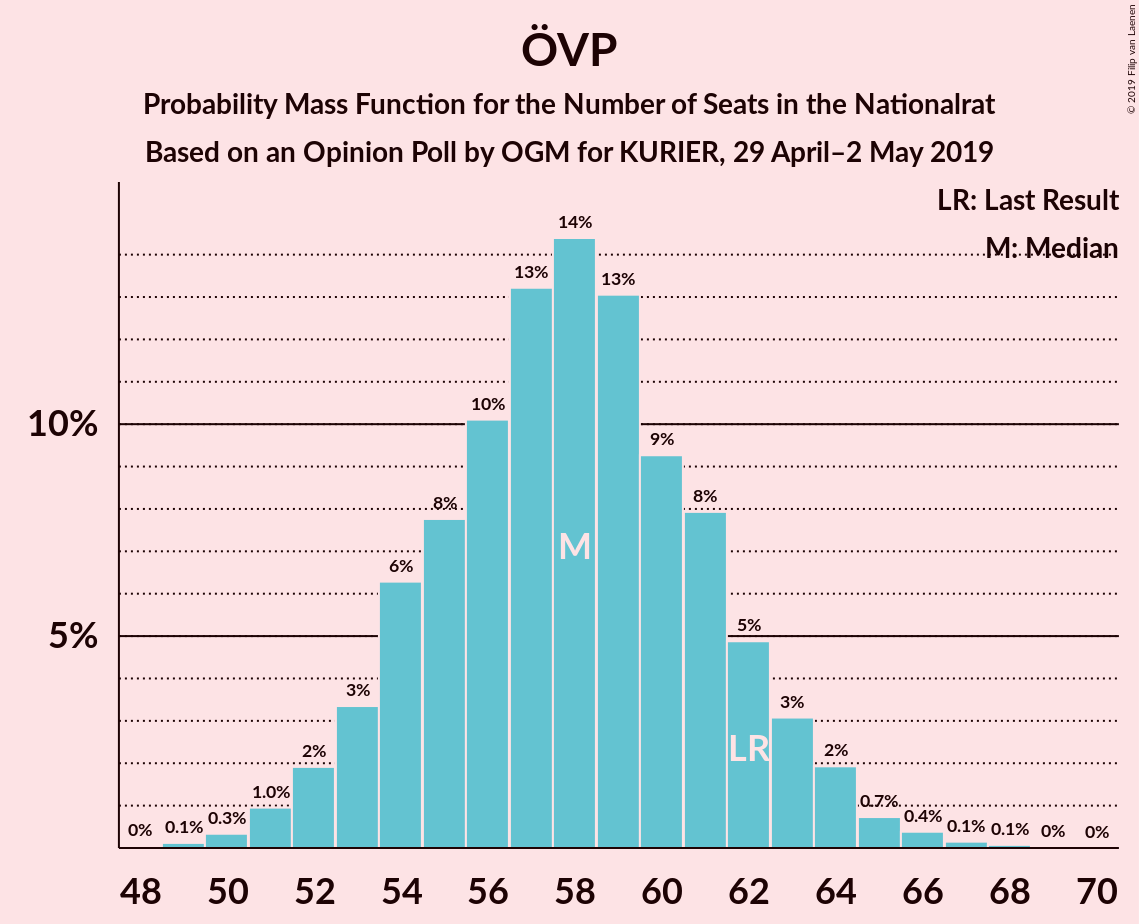 ÖVP
Probability Mass Function for the Number of Seats in the Nationalrat
Based on an Opinion Poll by OGM for KURIER, 29 April–2 May 2019
© 2019 Filip van Laenen
LR: Last Result
M: Median
10%
5%
0% 0.1% 0.3% 1.0% 2% 3% 6% 8% 10% 13% 14% 13% 9% 8% 5% 3% 2% 0.7% 0.4% 0.1% 0.1% 0% 0%
M
LR
48 50 52 54 56 58 60 62 64 66 68 70